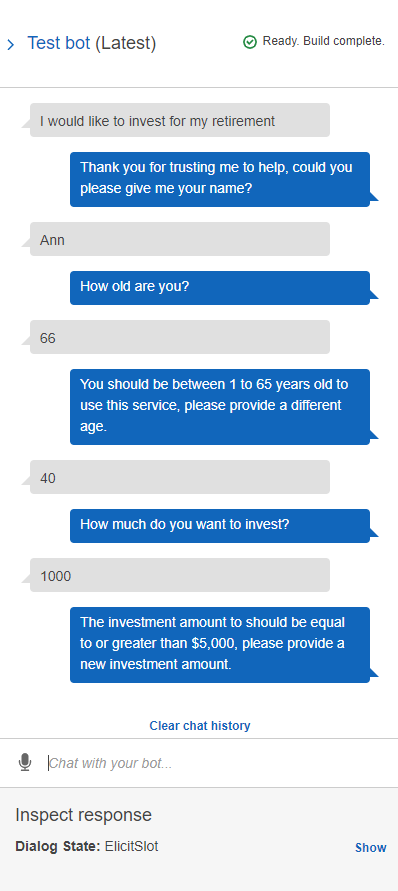 Test bot (Latest)
Ready. Build complete.
I would like to invest for my retirement
Thank you for trusting me to help, could you
please give me your name?
Ann
How old are you?
66
You should be between 1 to 65 years old to
use this service, please provide a different
age.
40
How much do you want to invest?
1000
The investment amount to should be equal
to or greater than $5,000, please provide a
new investment amount.
Clear chat history
Chat with your bot...
Inspect response
Dialog State: ElicitSlot
Show